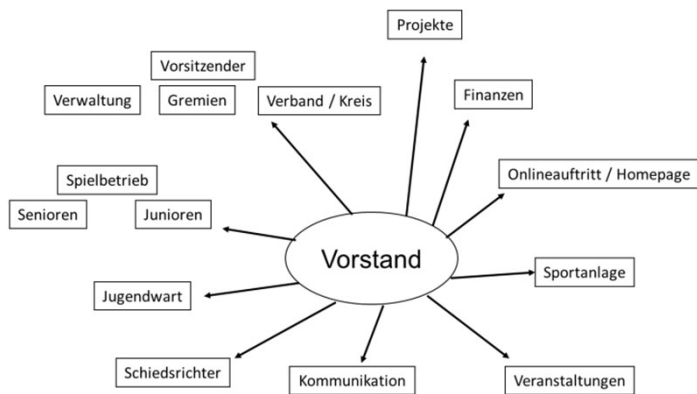 Projekte
Vorsitzender
Verwaltung
Gremien
Verband / Kreis
Finanzen
Spielbetrieb
Onlineauftritt / Homepage
Senioren
Junioren
Vorstand
Sportanlage
Jugendwart
Schiedsrichter
Kommunikation
Veranstaltungen